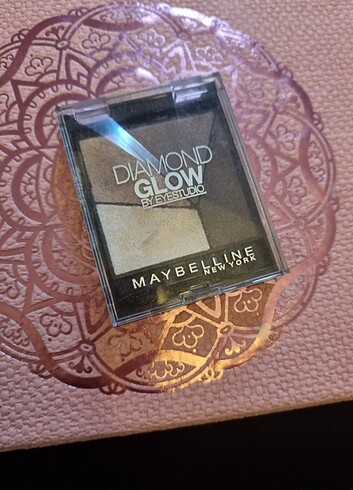 DIAMOND
GLOW
BY EYESTUDIO
MAYBELLINE
NEW YORK